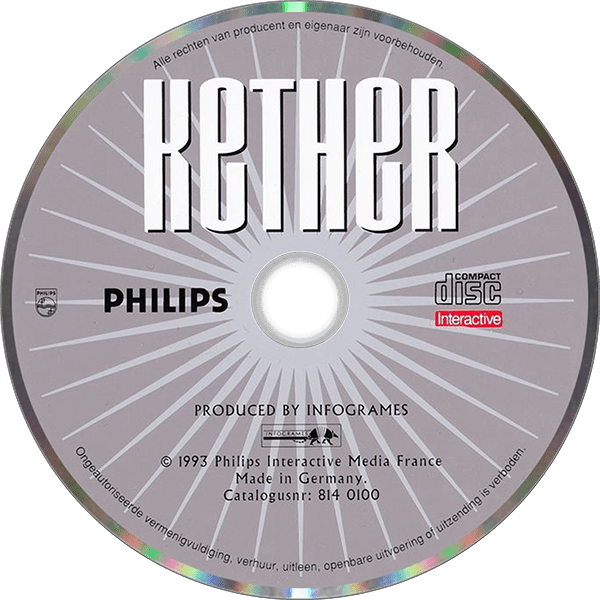 Alle rechten van producent en eigenaar zijn voorbehouden.
KeTHeR
PHILIPS
PHILIPS
COMPACT
disc
Interactive
PRODUCED BY INFOGRAMES
INFOGRAMES
© 1993 Philips Interactive Media France
Made in Germany.
Catalogusnr: 814 0100
Ongeautoriseerde vermenigvuldiging, verhuur, uitleen, openbare uitvoering of uitzending is verboden.